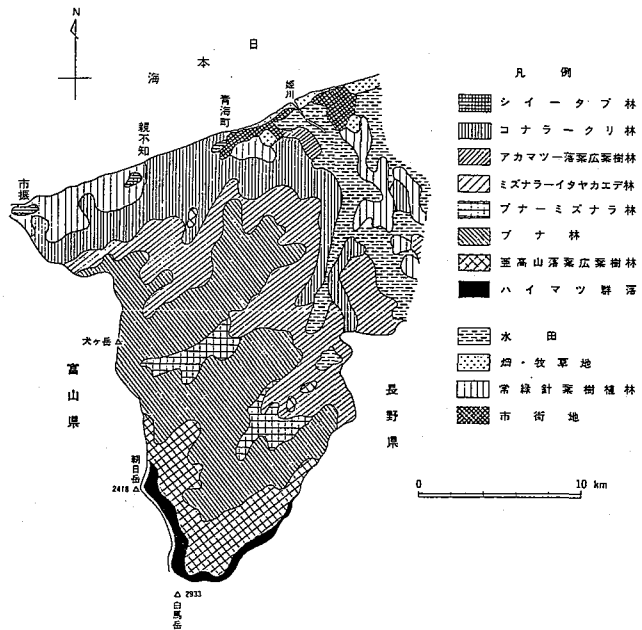 N
日
本
海
姫川
青海町
親不知
市振
犬ヶ岳
富山県
長野県
朝日岳
2418
2933
白馬岳
凡例
シイータブ林
コナラークリ林
アカマツー落葉広葉樹林
ミズナラーイタヤカエデ林
ブナーミズナラ林
ブナ林
亜高山落葉広葉樹林
ハイマツ群落
水田
畑・牧草地
常緑針葉樹植林
市街地
0 10 km